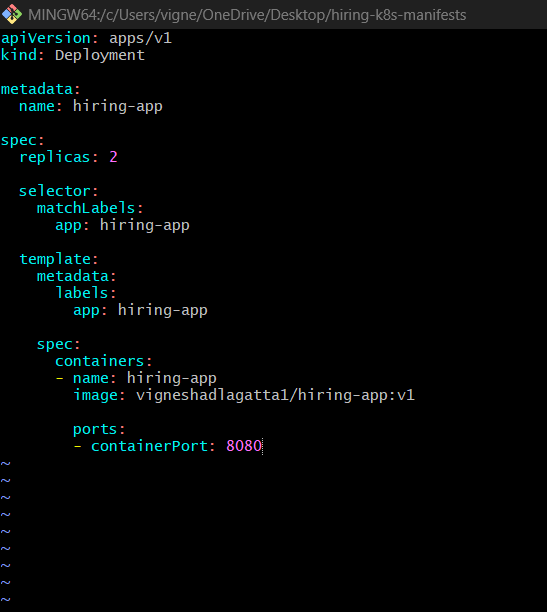 MINGW64:/c/Users/vigne/OneDrive/Desktop/hiring-k8s-manifests
apiVersion: apps/v1
kind: Deployment

metadata:
  name: hiring-app

spec:
  replicas: 2

  selector:
    matchLabels:
      app: hiring-app

  template:
    metadata:
      labels:
        app: hiring-app

    spec:
      containers:
      - name: hiring-app
        image: vigneshadlagatta1/hiring-app:v1

        ports:
        - containerPort: 8080
~
~
~
~
~
~
~
~
~